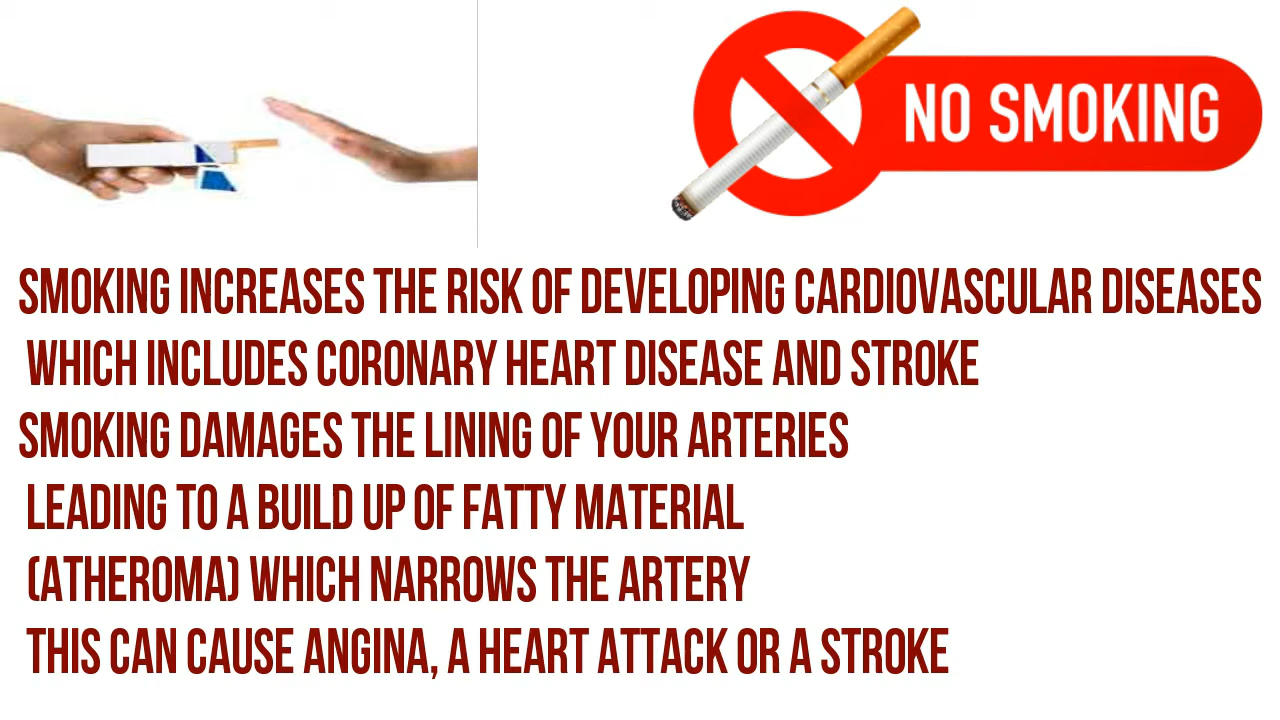 NO SMOKING
SMOKING INCREASES THE RISK OF DEVELOPING CARDIOVASCULAR DISEASES
WHICH INCLUDES CORONARY HEART DISEASE AND STROKE
SMOKING DAMAGES THE LINING OF YOUR ARTERIES
LEADING TO A BUILD UP OF FATTY MATERIAL
(ATHEROMA) WHICH NARROWS THE ARTERY
THIS CAN CAUSE ANGINA, A HEART ATTACK OR A STROKE